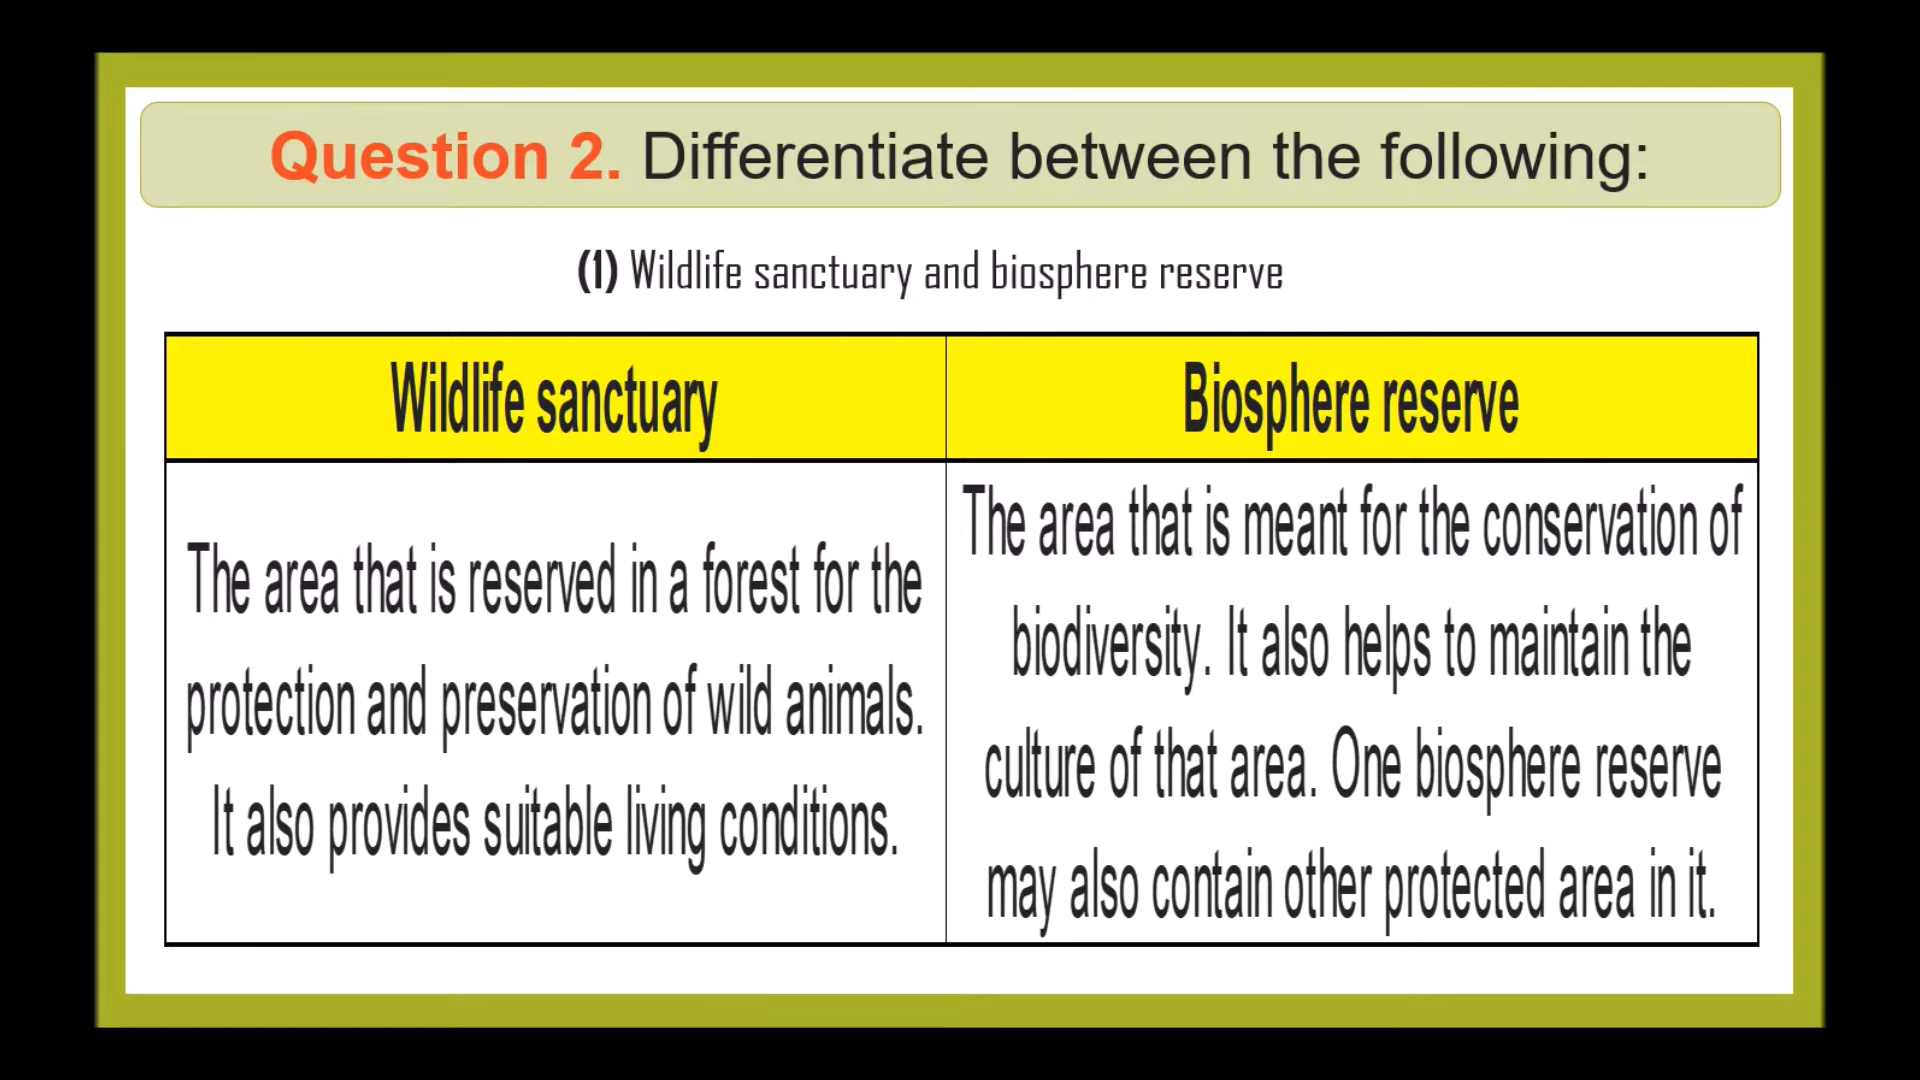 Question 2. Differentiate between the following:
(1) Wildlife sanctuary and biosphere reserve
Wildlife sanctuary
Biosphere reserve
The area that is reserved in a forest for the
protection and preservation of wild animals.
It also provides suitable living conditions.
The area that is meant for the conservation of
biodiversity. It also helps to maintain the
culture of that area. One biosphere reserve
may also contain other protected area in it.